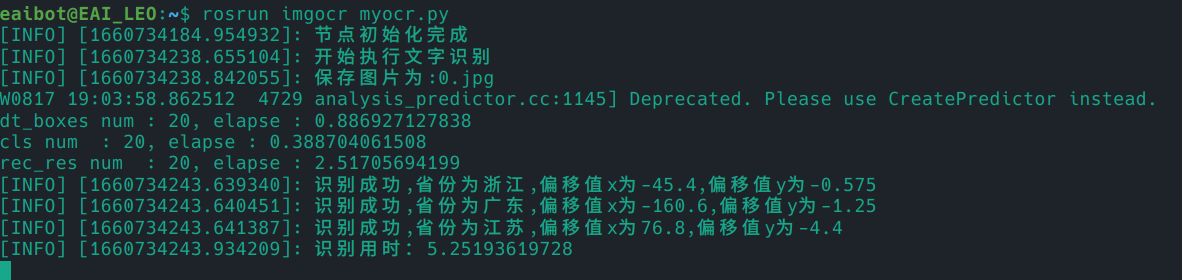 eaibot@EAI_LEO:~$ rosrun imgocr myocr.py
[INFO] [1660734184.954932]: 节点初始化完成
[INFO] [1660734238.655104]: 开始执行文字识别
[INFO] [1660734238.842055]: 保存图片为:0.jpg
W0817 19:03:58.862512  4729 analysis_predictor.cc:1145] Deprecated. Please use CreatePredictor instead.
dt_boxes num : 20, elapse : 0.886927127838
cls num  : 20, elapse : 0.388704061508
rec_res num  : 20, elapse : 2.51705694199
[INFO] [1660734243.639340]: 识别成功,省份为浙江,偏移值x为-45.4,偏移值y为-0.575
[INFO] [1660734243.640451]: 识别成功,省份为广东,偏移值x为-160.6,偏移值y为-1.25
[INFO] [1660734243.641387]: 识别成功,省份为江苏,偏移值x为76.8,偏移值y为-4.4
[INFO] [1660734243.934209]: 识别用时: 5.25193619728